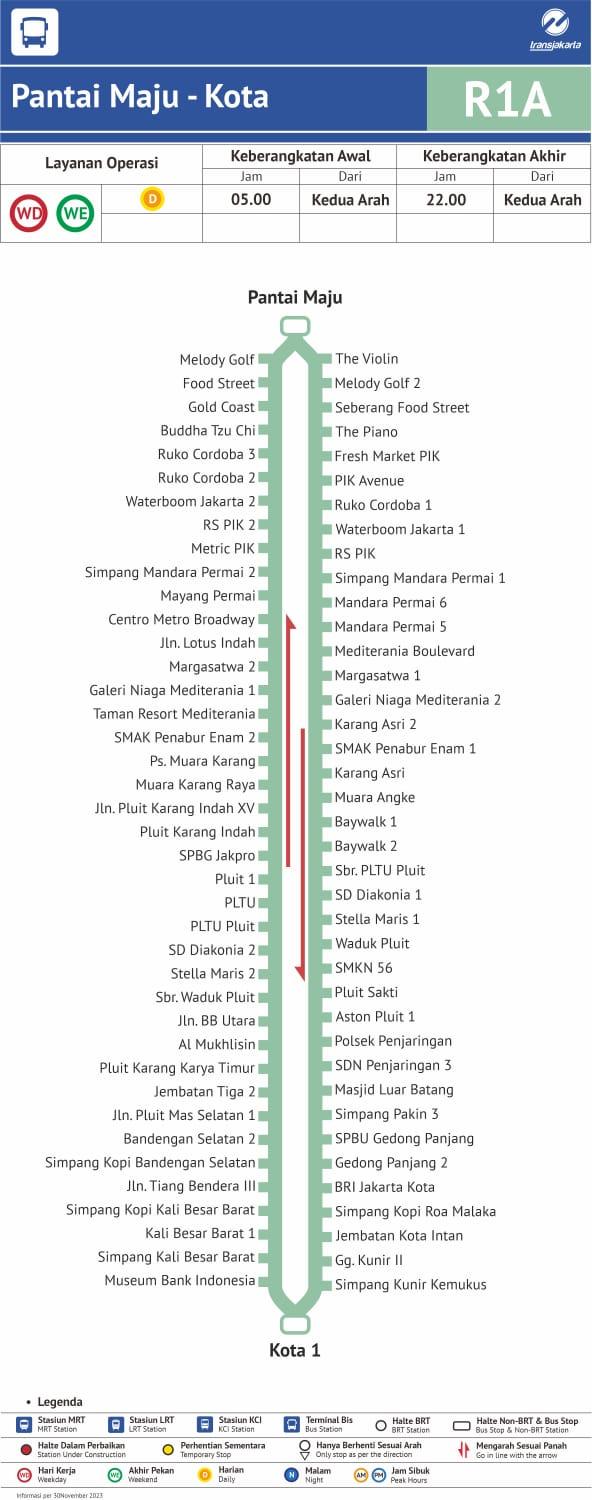 transjakarta
Pantai Maju - Kota
R1A
Layanan Operasi
Keberangkatan Awal
Keberangkatan Akhir
Jam
Dari
Jam
Dari
WD
WE
D
05.00
Kedua Arah
22.00
Kedua Arah
Pantai Maju
Melody Golf
Food Street
Gold Coast
Buddha Tzu Chi
Ruko Cordoba 3
Ruko Cordoba 2
Waterboom Jakarta 2
RS PIK 2
Metric PIK
Simpang Mandara Permai 2
Mayang Permai
Centro Metro Broadway
Jln. Lotus Indah
Margasatwa 2
Galeri Niaga Mediterania 1
Taman Resort Mediterania
SMAK Penabur Enam 2
Ps. Muara Karang
Muara Karang Raya
Jln. Pluit Karang Indah XV
Pluit Karang Indah
SPBG Jakpro
Pluit 1
PLTU
PLTU Pluit
SD Diakonia 2
Stella Maris 2
Sbr. Waduk Pluit
Jln. BB Utara
Al Mukhlisin
Pluit Karang Karya Timur
Jembatan Tiga 2
Jln. Pluit Mas Selatan 1
Bandengan Selatan 2
Simpang Kopi Bandengan Selatan
Jln. Tiang Bendera III
Simpang Kopi Kali Besar Barat
Kali Besar Barat 1
Simpang Kali Besar Barat
Museum Bank Indonesia
The Violin
Melody Golf 2
Seberang Food Street
The Piano
Fresh Market PIK
PIK Avenue
Ruko Cordoba 1
Waterboom Jakarta 1
RS PIK
Simpang Mandara Permai 1
Mandara Permai 6
Mandara Permai 5
Mediterania Boulevard
Margasatwa 1
Galeri Niaga Mediterania 2
Karang Asri 2
SMAK Penabur Enam 1
Karang Asri
Muara Angke
Baywalk 1
Baywalk 2
Sbr. PLTU Pluit
SD Diakonia 1
Stella Maris 1
Waduk Pluit
SMKN 56
Pluit Sakti
Aston Pluit 1
Polsek Penjaringan
SDN Penjaringan 3
Masjid Luar Batang
Simpang Pakin 3
SPBU Gedong Panjang
Gedong Panjang 2
BRI Jakarta Kota
Simpang Kopi Roa Malaka
Jembatan Kota Intan
Gg. Kunir II
Simpang Kunir Kemukus
Kota 1
• Legenda
Stasiun MRT
MRT Station
Stasiun LRT
LRT Station
Stasiun KCI
KCI Station
Terminal Bis
Bus Station
Halte BRT
BRT Station
Halte Non-BRT & Bus Stop
Bus Stop & Non-BRT Station
Halte Dalam Perbaikan
Station Under Construction
Perhentian Sementara
Temporary Stop
Hanya Berhenti Sesuai Arah
Only stop as per the direction
Mengarah Sesuai Panah
Go in line with the arrow
WD
Hari Kerja
Weekday
WE
Akhir Pekan
Weekend
D
Harian
Daily
N
Malam
Night
AM
PM
Jam Sibuk
Peak Hours
Informasi per 30November 2023